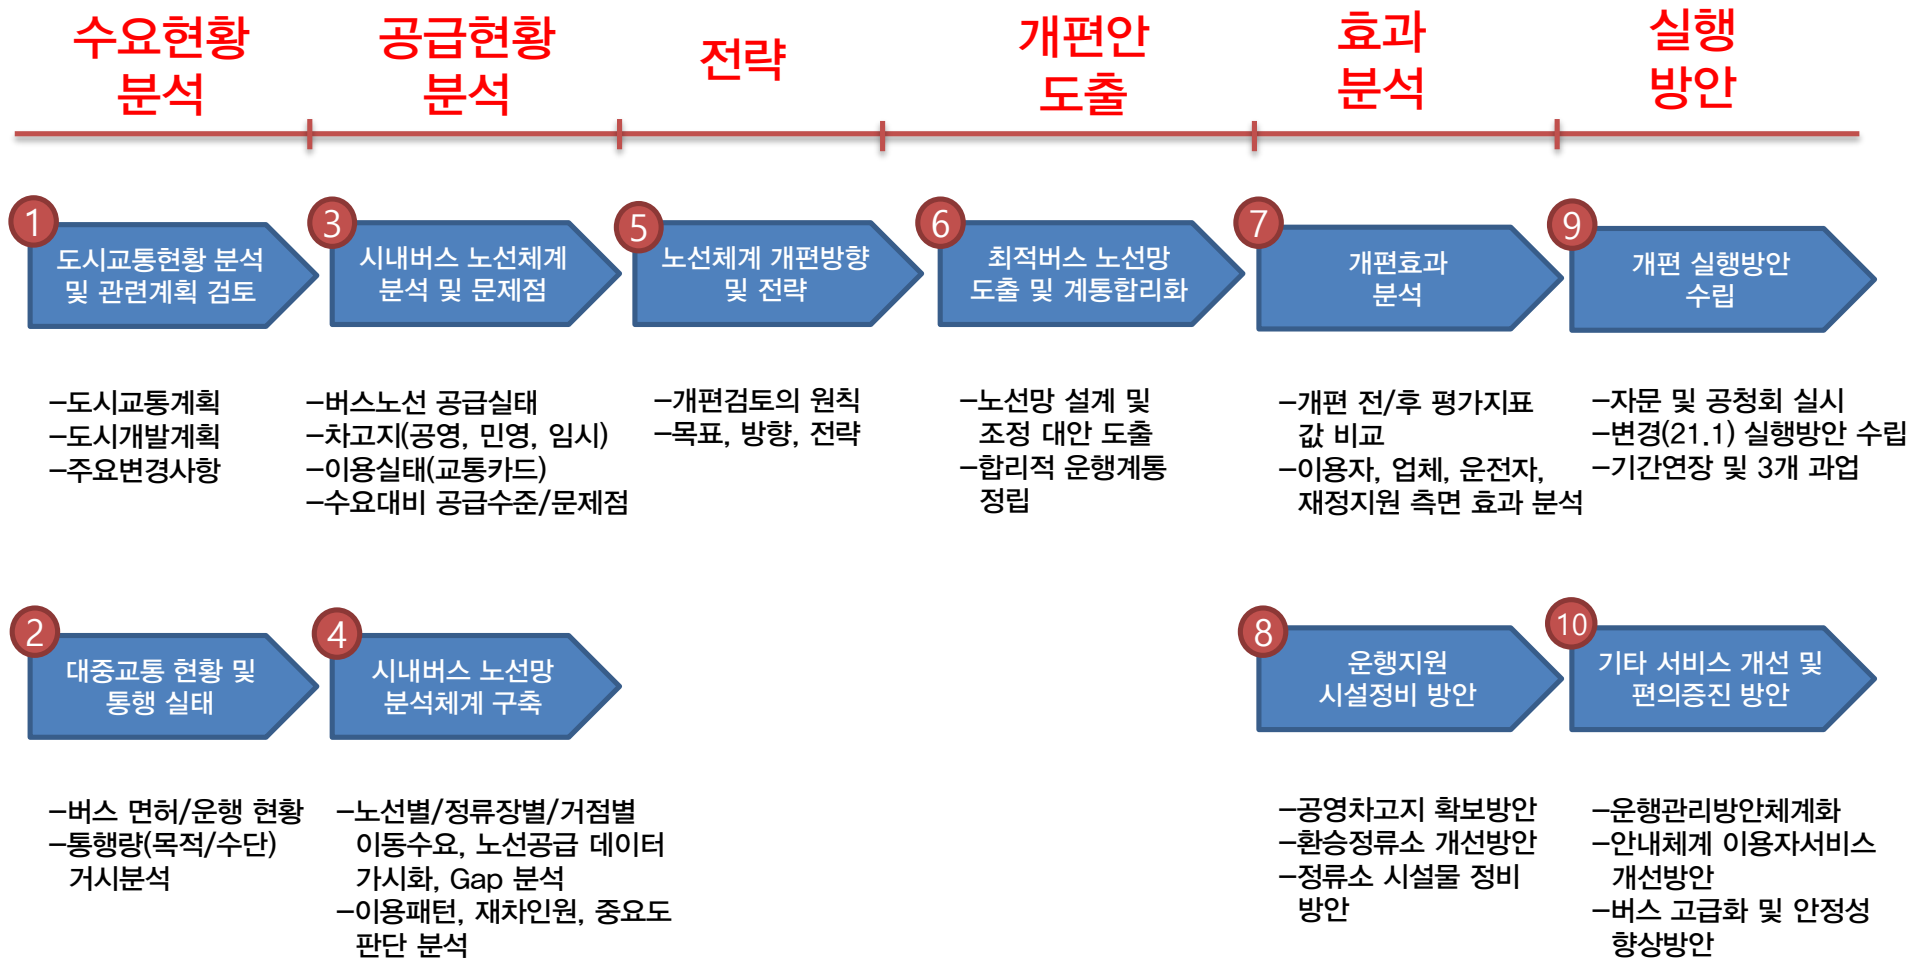 수요현황
분석
공급현황
분석
전략
개편안
도출
효과
분석
실행
방안
1
도시교통현황 분석
및 관련계획 검토
3
시내버스 노선체계
분석 및 문제점
5
노선체계 개편방향
및 전략
6
최적버스 노선망
도출 및 계통합리화
7
개편효과
분석
9
개편 실행방안
수립
–도시교통계획
–도시개발계획
–주요변경사항
–버스노선 공급실태
–차고지(공영, 민영, 임시)
–이용실태(교통카드)
–수요대비 공급수준/문제점
–개편검토의 원칙
–목표, 방향, 전략
–노선망 설계 및
조정 대안 도출
–합리적 운행계통
정립
–개편 전/후 평가지표
값 비교
–이용자, 업체, 운전자,
재정지원 측면 효과 분석
–자문 및 공청회 실시
–변경(21.1) 실행방안 수립
–기간연장 및 3개 과업
2
대중교통 현황 및
통행 실태
4
시내버스 노선망
분석체계 구축
8
운행지원
시설정비 방안
10
기타 서비스 개선 및
편의증진 방안
–버스 면허/운행 현황
–통행량(목적/수단)
거시분석
–노선별/정류장별/거점별
이동수요, 노선공급 데이터
가시화, Gap 분석
–이용패턴, 재차인원, 중요도
판단 분석
–공영차고지 확보방안
–환승정류소 개선방안
–정류소 시설물 정비
방안
–운행관리방안체계화
–안내체계 이용자서비스
개선방안
–버스 고급화 및 안정성
향상방안